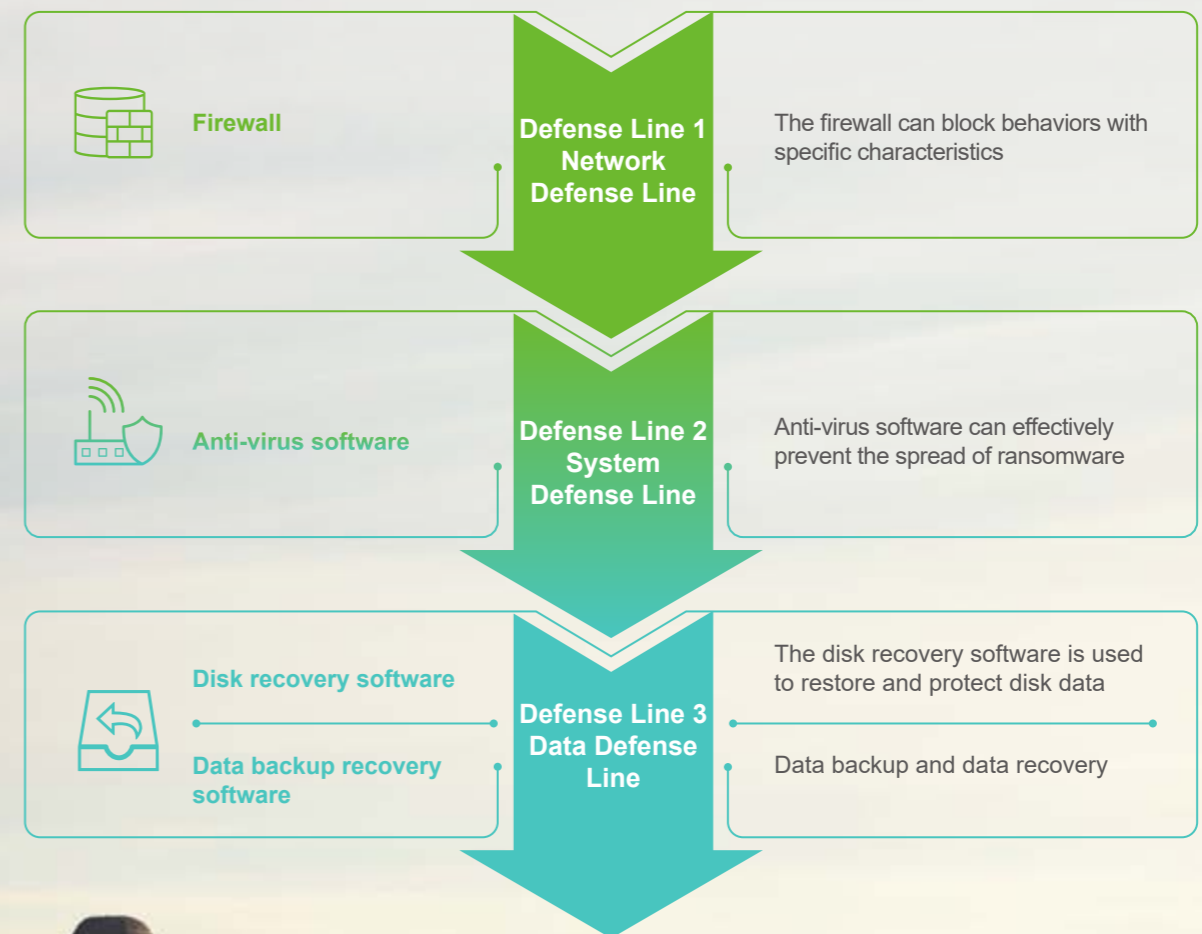 Firewall
Defense Line 1
Network
Defense Line
The firewall can block behaviors with
specific characteristics
Anti-virus software
Defense Line 2
System
Defense Line
Anti-virus software can effectively
prevent the spread of ransomware
Disk recovery software
Data backup recovery
software
Defense Line 3
Data Defense
Line
The disk recovery software is used
to restore and protect disk data
Data backup and data recovery